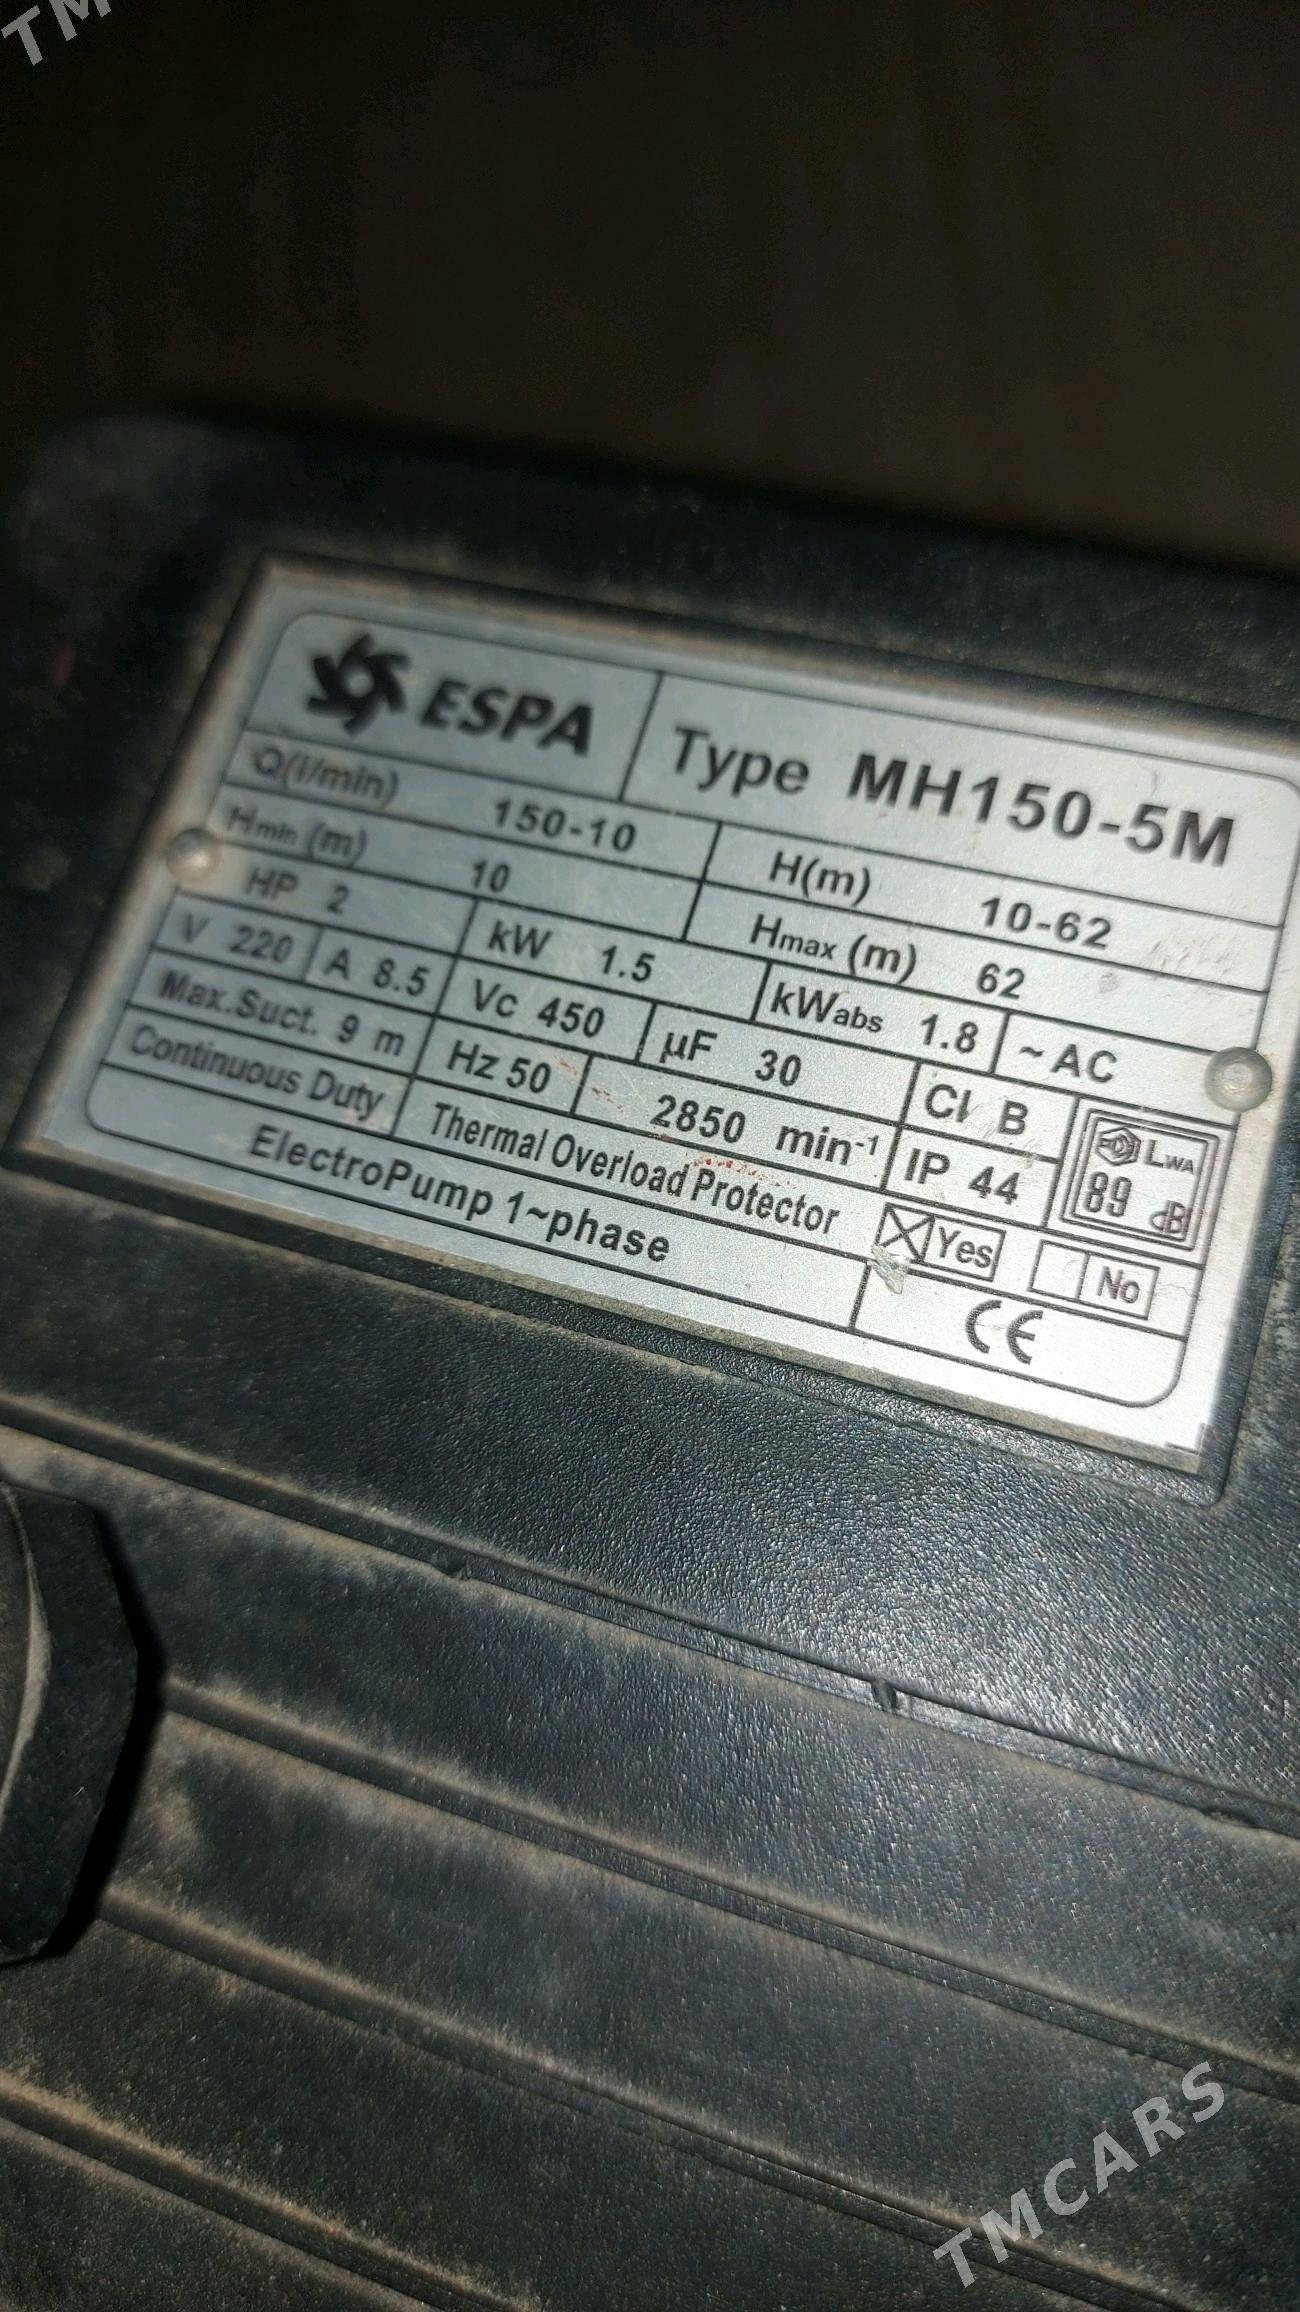 TM
ESPA Type MH150-5M
Q(l/min) 150-10 H(m) 10-62
Hmin (m) 10 Hmax (m) 62
HP 2 kW 1.5 kWabs 1.8 ~AC
V 220 A 8.5 Vc 450 µF 30 Cl B
Max.Suct. 9 m Hz 50 2850 min-1 IP 44
LWA
89 dB
Continuous Duty Thermal Overload Protector Yes No
ElectroPump 1~phase CE
TMCARS